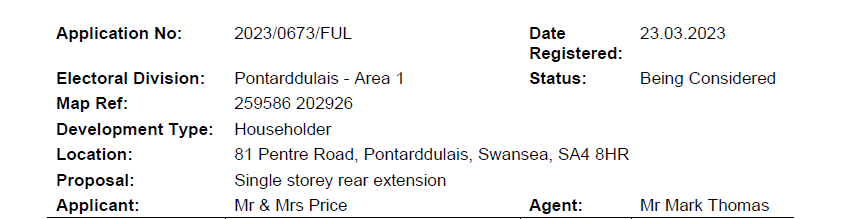 Application No: 2023/0673/FUL Date Registered: 23.03.2023
Electoral Division: Pontarddulais - Area 1 Status: Being Considered
Map Ref: 259586 202926
Development Type: Householder
Location: 81 Pentre Road, Pontarddulais, Swansea, SA4 8HR
Proposal: Single storey rear extension
Applicant: Mr & Mrs Price Agent: Mr Mark Thomas